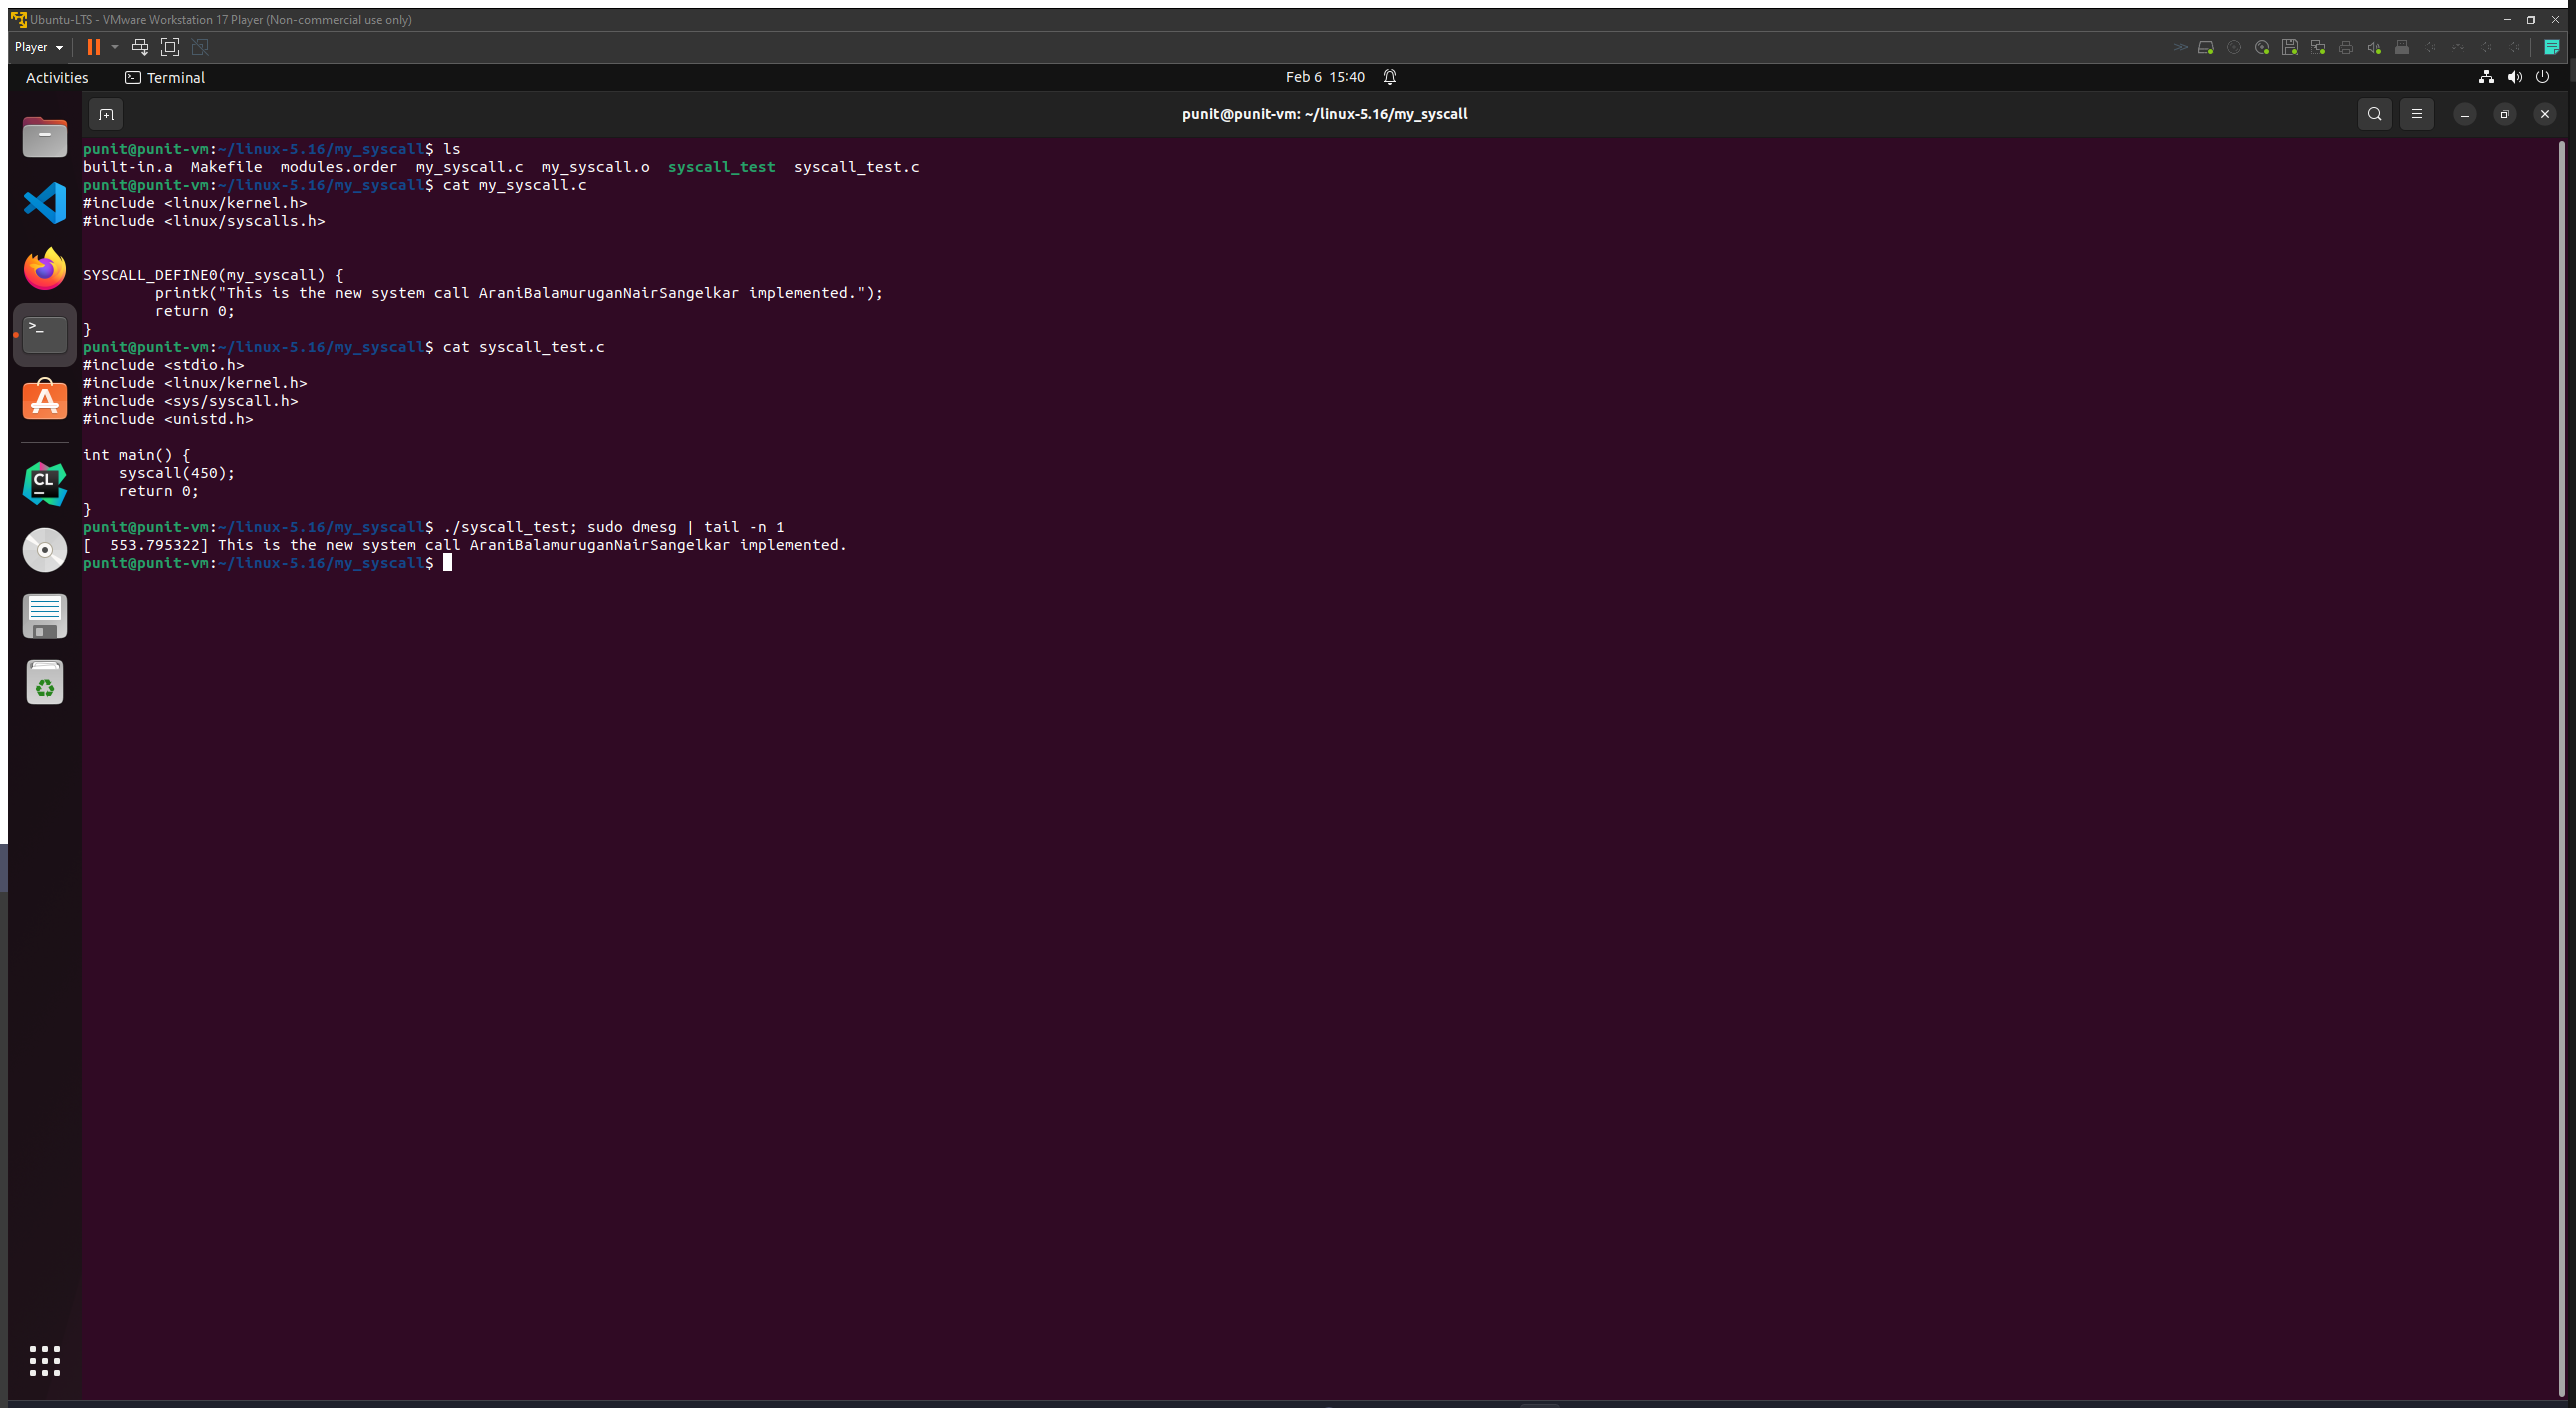 Ubuntu-LTS - VMware Workstation 17 Player (Non-commercial use only)
Player
Activities Terminal Feb 6 15:40
punit@punit-vm: ~/linux-5.16/my_syscall
punit@punit-vm:~/linux-5.16/my_syscall$ ls
built-in.a  Makefile  modules.order  my_syscall.c  my_syscall.o  syscall_test  syscall_test.c
punit@punit-vm:~/linux-5.16/my_syscall$ cat my_syscall.c
#include <linux/kernel.h>
#include <linux/syscalls.h>
SYSCALL_DEFINE0(my_syscall) {
        printk("This is the new system call AraniBalamuruganNairSangelkar implemented.");
        return 0;
}
punit@punit-vm:~/linux-5.16/my_syscall$ cat syscall_test.c
#include <stdio.h>
#include <linux/kernel.h>
#include <sys/syscall.h>
#include <unistd.h>
int main() {
    syscall(450);
    return 0;
}
punit@punit-vm:~/linux-5.16/my_syscall$ ./syscall_test; sudo dmesg | tail -n 1
[  553.795322] This is the new system call AraniBalamuruganNairSangelkar implemented.
punit@punit-vm:~/linux-5.16/my_syscall$
CL